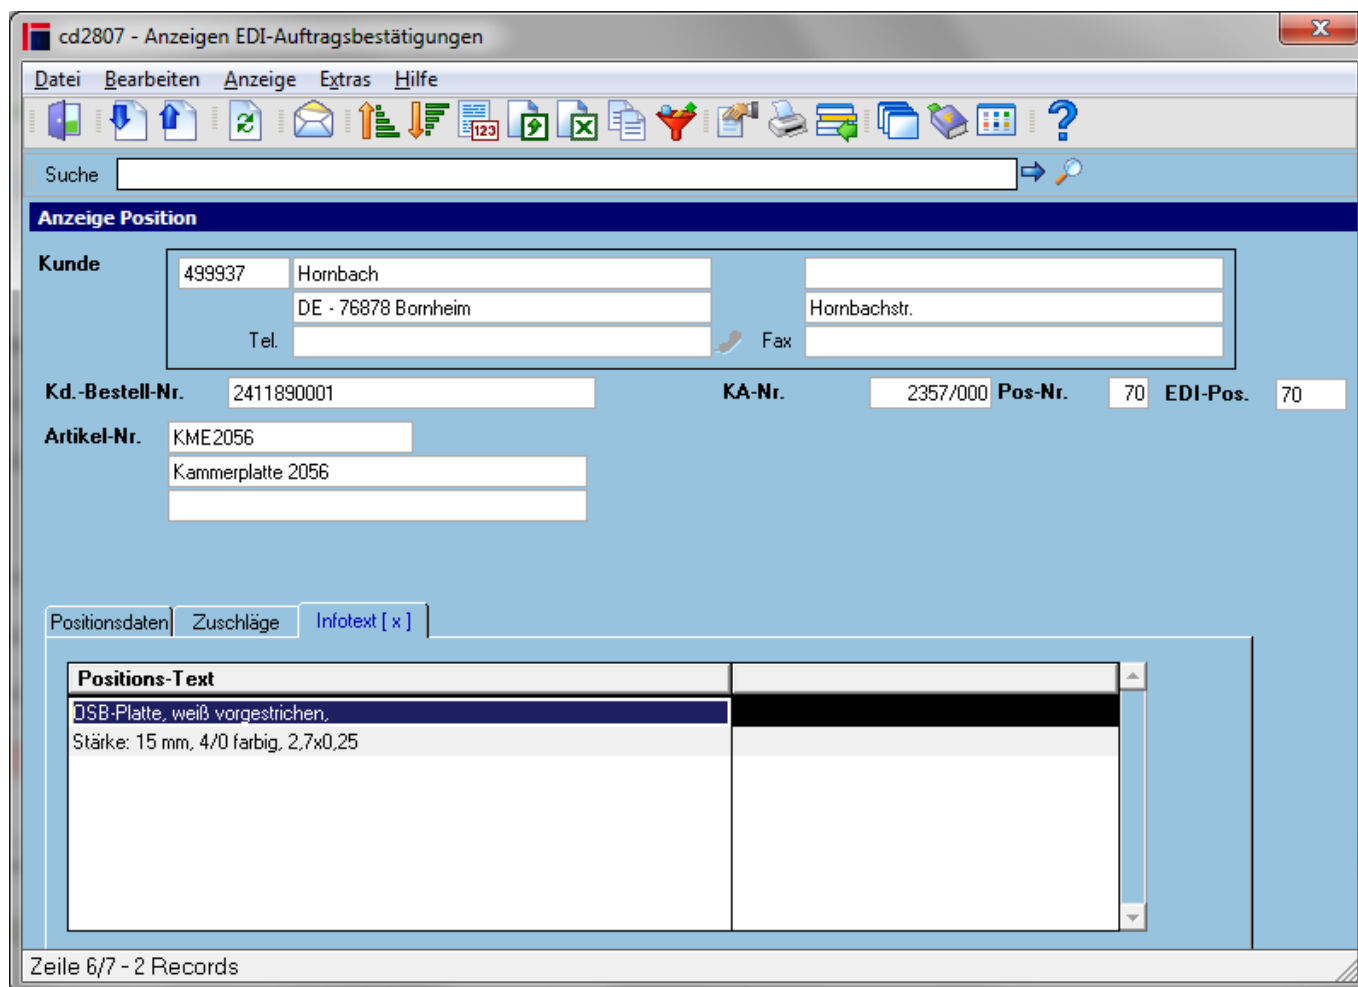 cd2807 - Anzeigen EDI-Auftragsbestätigungen
Datei Bearbeiten Anzeige Extras Hilfe
123
Suche
Anzeige Position
Kunde
499937 Hornbach
DE - 76878 Bornheim Hornbachstr.
Tel. Fax
Kd.-Bestell-Nr. 2411890001 KA-Nr. 2357/000 Pos-Nr. 70 EDI-Pos. 70
Artikel-Nr. KME2056
Kammerplatte 2056
Positionsdaten Zuschläge Infotext [ x ]
Positions-Text
OSB-Platte, weiß vorgestrichen,
Stärke: 15 mm, 4/0 farbig, 2,7x0,25
Zeile 6/7 - 2 Records